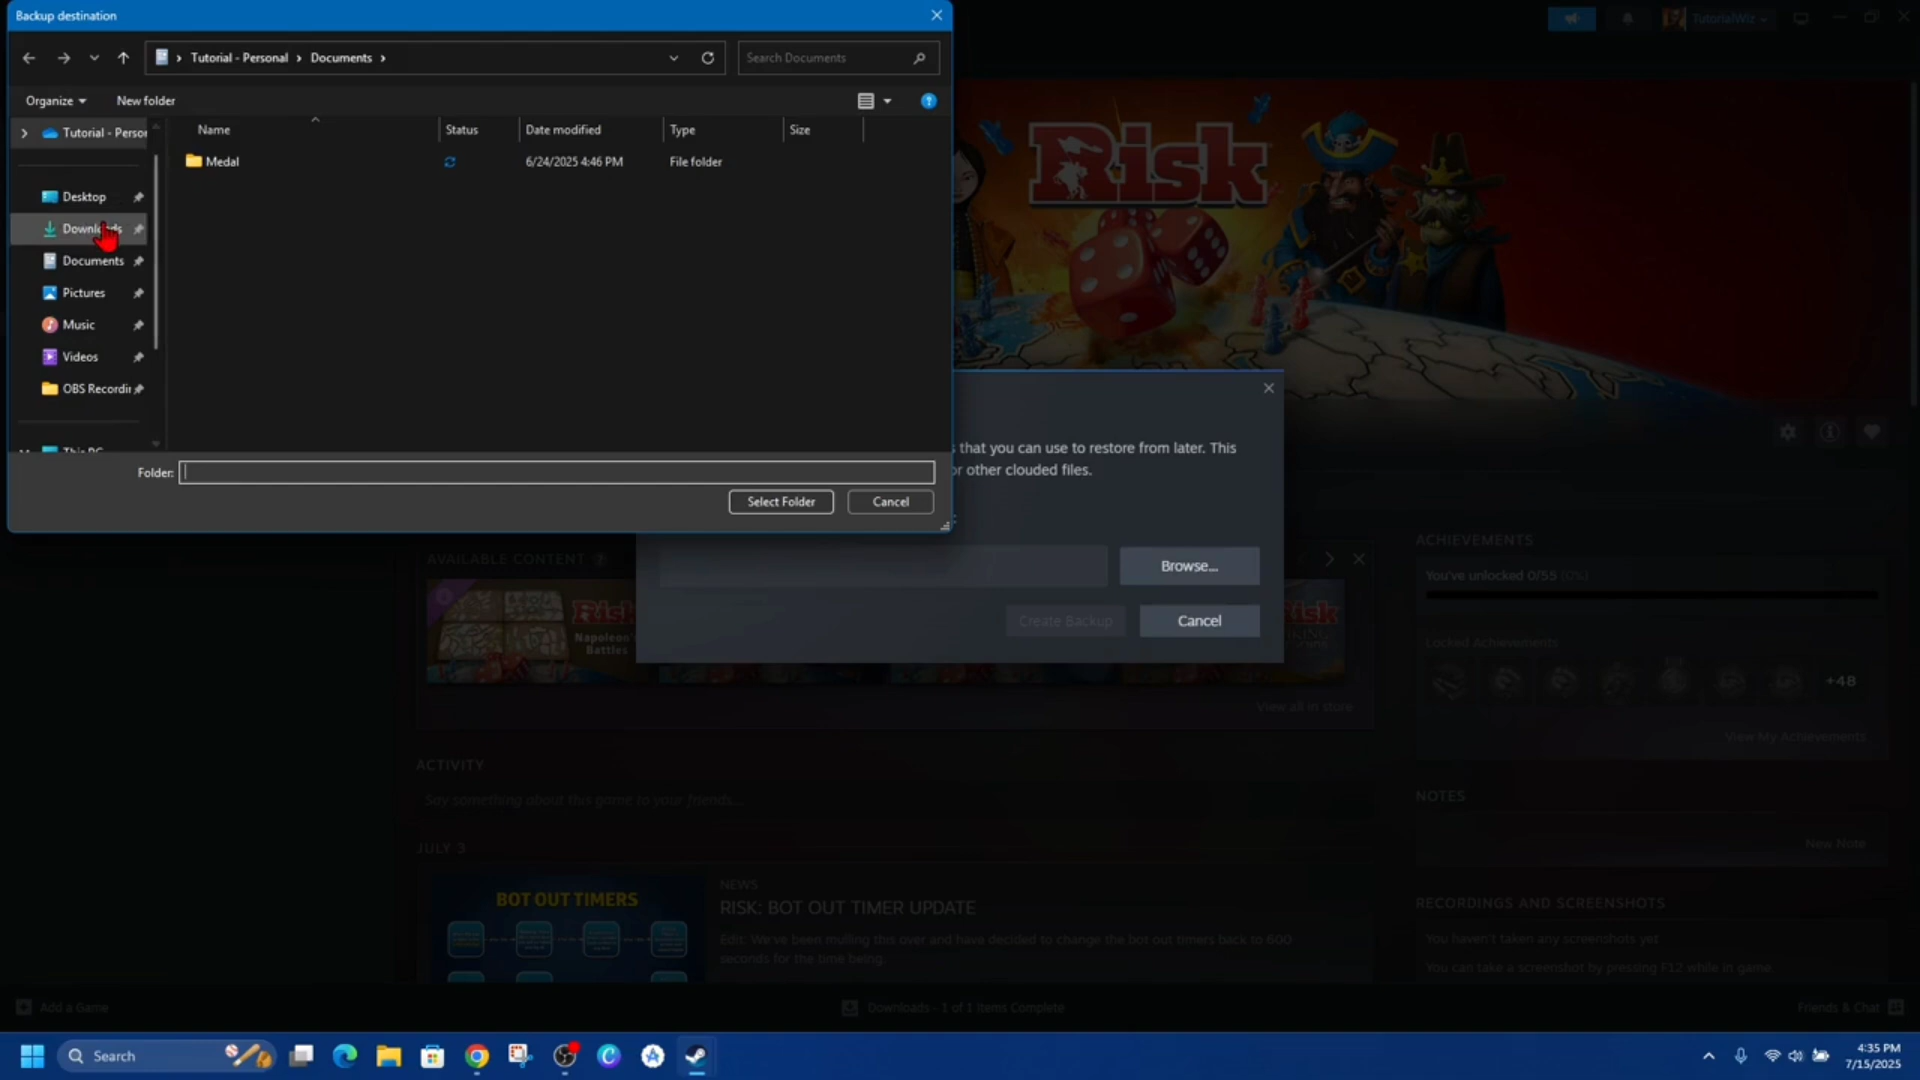 Backup destination
TutorialWiz
Tutorial - Personal
Documents
Search Documents
Organize
New folder
Name
Status
Date modified
Type
Size
Tutorial - Person
Medal
6/24/2025 4:46 PM
File folder
Desktop
Downloads
Documents
Pictures
Music
Videos
OBS Recordin
This PC
Folder:
Select Folder
Cancel
Risk
s that you can use to restore from later. This
or other clouded files.
Browse...
Create Backup
Cancel
AVAILABLE CONTENT
Risk
Napoleon's
Battles
View all in store
ACHIEVEMENTS
You've unlocked 0/55 (0%)
Locked Achievements
+48
View My Achievements
ACTIVITY
Say something about this game to your friends...
NOTES
New Note
JULY 3
BOT OUT TIMERS
NEWS
RISK: BOT OUT TIMER UPDATE
Edit: We've been mulling this over and have decided to change the bot out timers back to 600
seconds for the time being.
RECORDINGS AND SCREENSHOTS
You haven't taken any screenshots yet
You can take a screenshot by pressing F12 while in game
Add a Game
Downloads - 1 of 1 Items Complete
Friends & Chat
Search
4:35 PM
7/15/2025